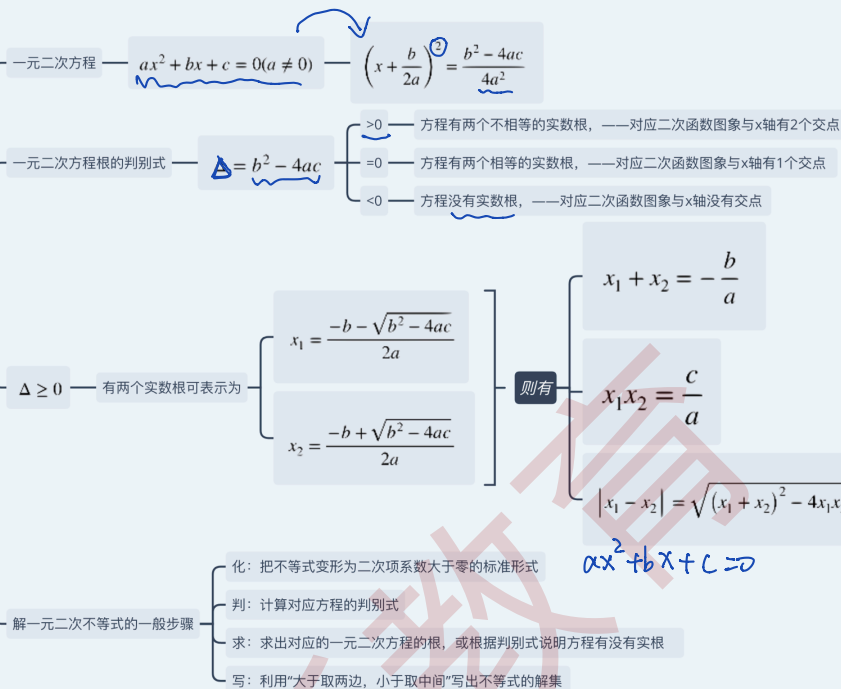 一元二次方程 ax² + bx + c = 0(a ≠ 0) (x + b/2a)² = (b² − 4ac)/4a²
>0 方程有两个不相等的实数根，——对应二次函数图象与x轴有2个交点
一元二次方程根的判别式 Δ = b² − 4ac =0 方程有两个相等的实数根，——对应二次函数图象与x轴有1个交点
<0 方程没有实数根，——对应二次函数图象与x轴没有交点
Δ ≥ 0 有两个实数根可表示为
x₁ = (−b − √(b² − 4ac))/2a
x₂ = (−b + √(b² − 4ac))/2a
则有
x₁ + x₂ = −b/a
x₁x₂ = c/a
|x₁ − x₂| = √((x₁ + x₂)² − 4x₁x
ax²+bx+c=0
解一元二次不等式的一般步骤
化：把不等式变形为二次项系数大于零的标准形式
判：计算对应方程的判别式
求：求出对应的一元二次方程的根，或根据判别式说明方程有没有实根
写：利用“大于取两边，小于取中间”写出不等式的解集
教育